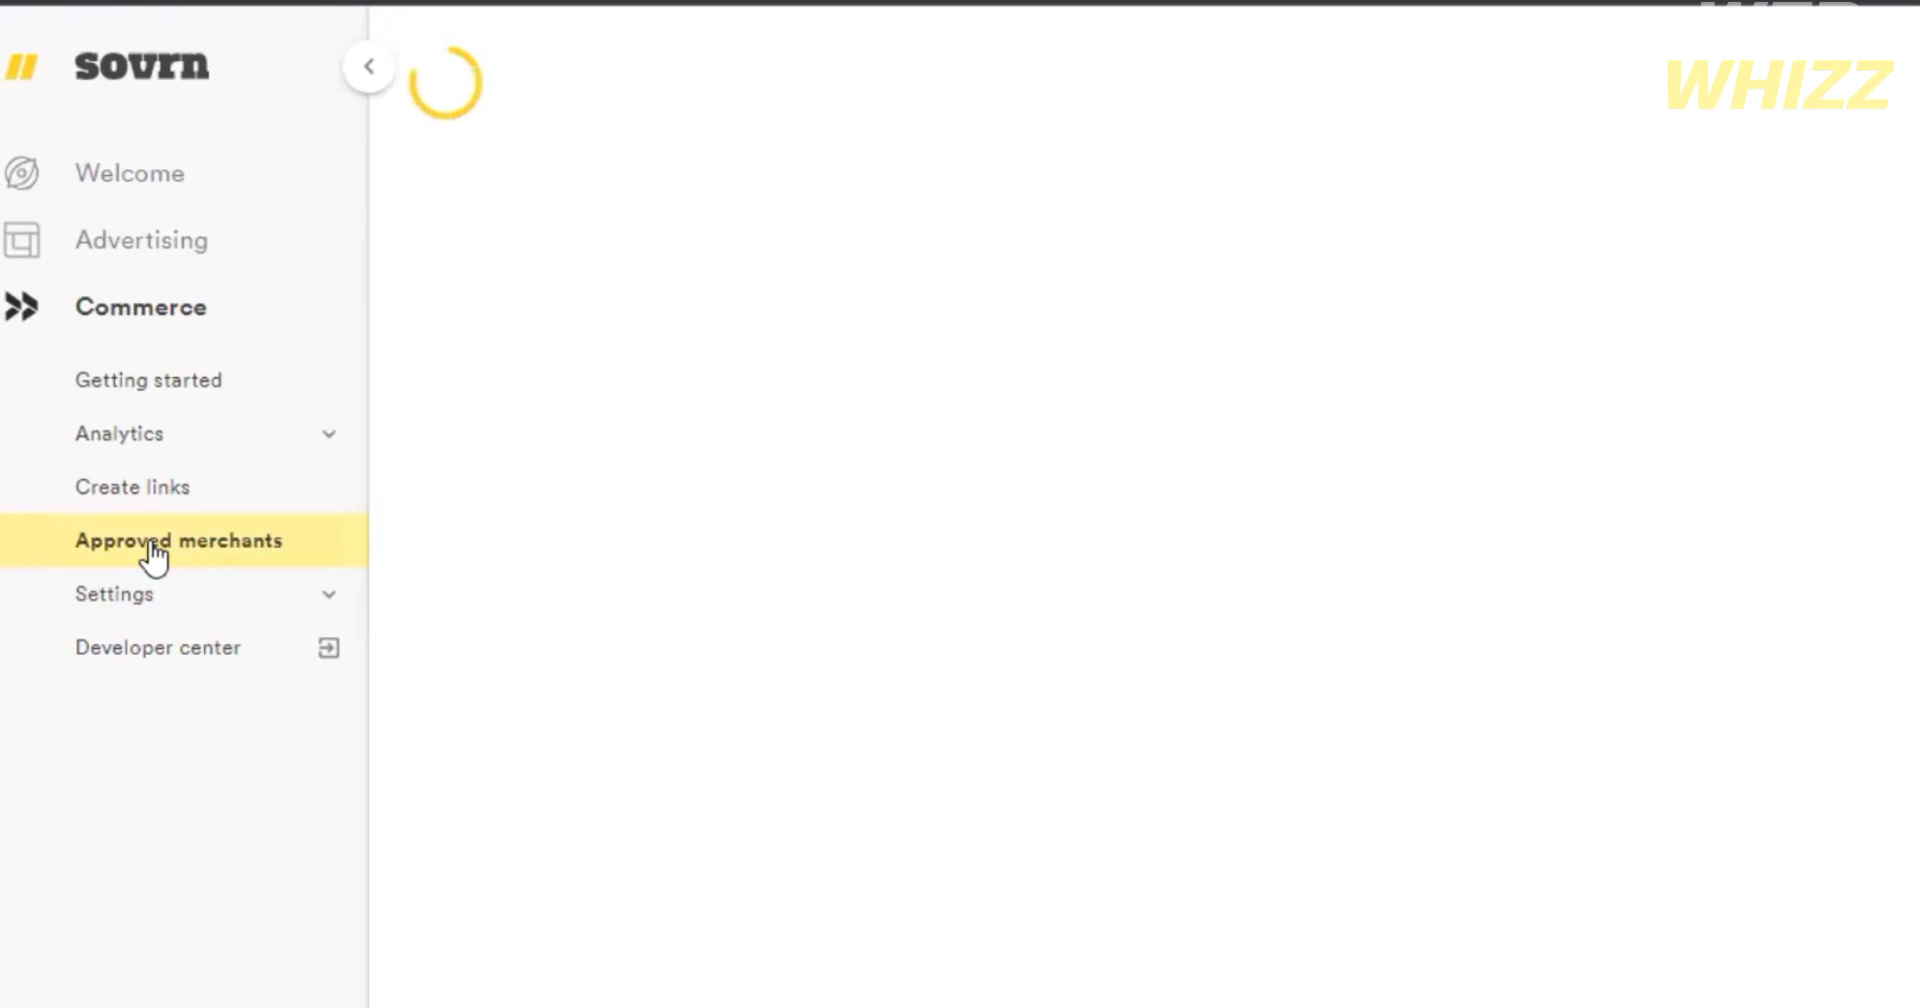 sovrn
WHIZZ
Welcome
Advertising
Commerce
Getting started
Analytics
Create links
Approved merchants
Settings
Developer center